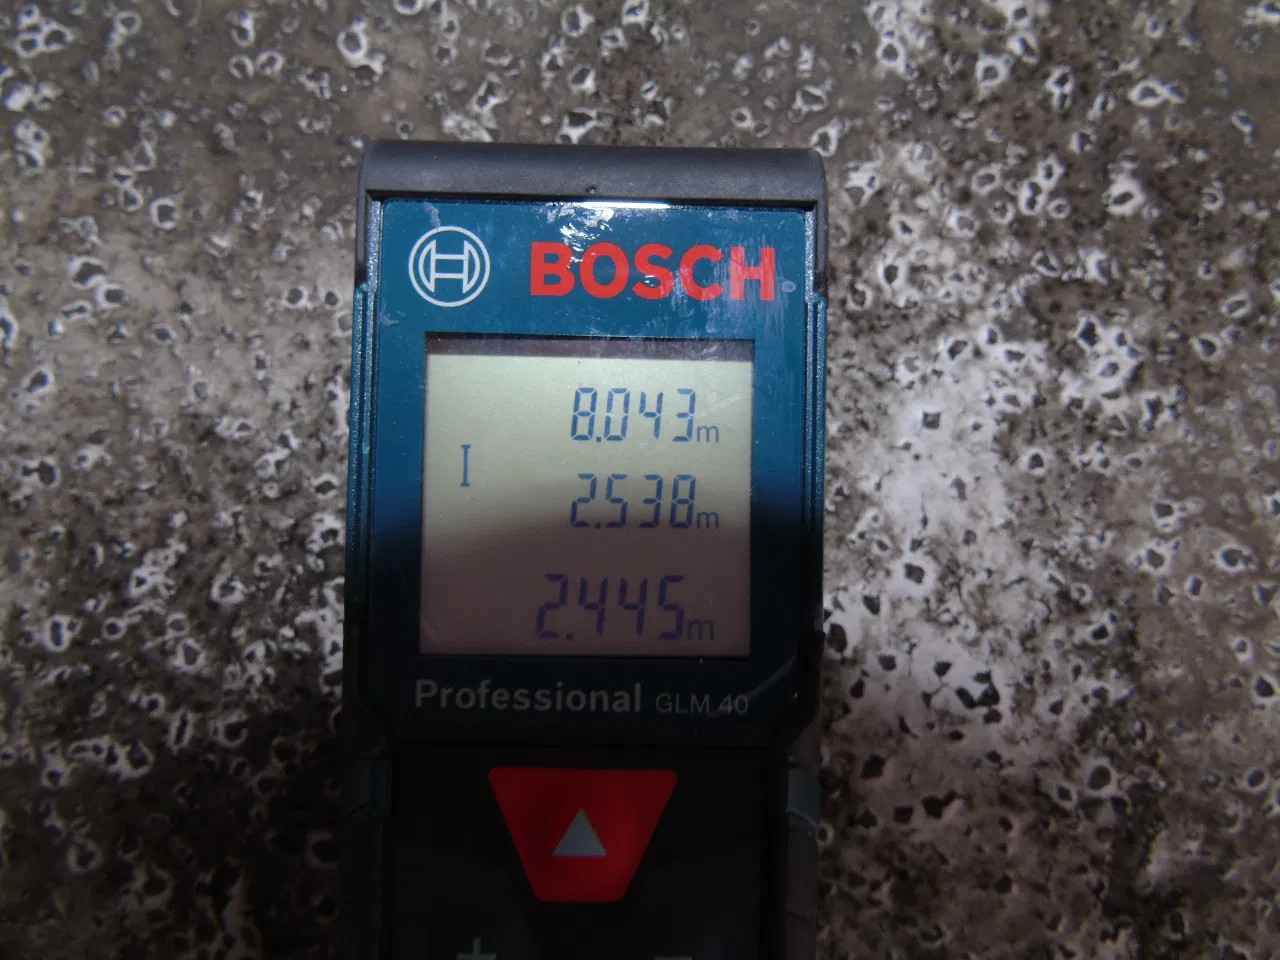 BOSCH
8.043m
2.538m
2.445m
Professional GLM 40